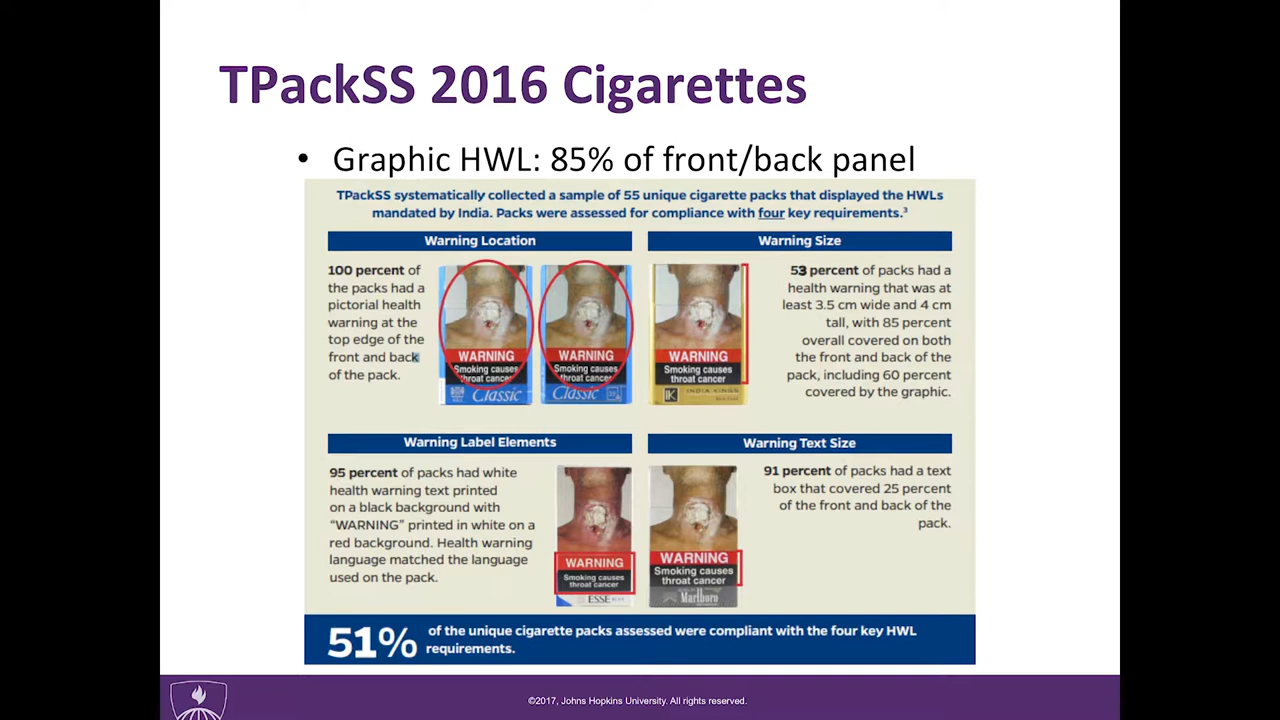 TPackSS 2016 Cigarettes
• Graphic HWL: 85% of front/back panel
TPackSS systematically collected a sample of 55 unique cigarette packs that displayed the HWLs
mandated by India. Packs were assessed for compliance with four key requirements.³
Warning Location
100 percent of
the packs had a
pictorial health
warning at the
top edge of the
front and back
of the pack.
WARNING
Smoking causes
throat cancer
Classic
WARNING
Smoking causes
throat cancer
Classic
Warning Size
WARNING
Smoking causes
throat cancer
IK INDIA KINGS
53 percent of packs had a
health warning that was at
least 3.5 cm wide and 4 cm
tall, with 85 percent
overall covered on both
the front and back of the
pack, including 60 percent
covered by the graphic.
Warning Label Elements
95 percent of packs had white
health warning text printed
on a black background with
“WARNING” printed in white on a
red background. Health warning
language matched the language
used on the pack.
WARNING
Smoking causes
throat cancer
ESSE
Warning Text Size
WARNING
Smoking causes
throat cancer
Marlboro
91 percent of packs had a text
box that covered 25 percent
of the front and back of the
pack.
51% of the unique cigarette packs assessed were compliant with the four key HWL
requirements.
©2017, Johns Hopkins University. All rights reserved.